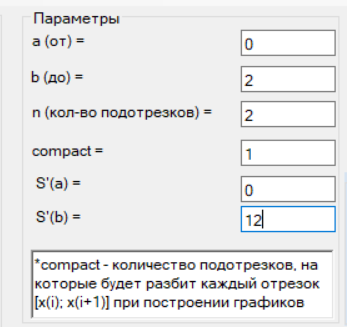 Параметры
a (от) = 0
b (до) = 2
n (кол-во подотрезков) = 2
compact = 1
S'(a) = 0
S'(b) = 12
*compact - количество подотрезков, на
которые будет разбит каждый отрезок
[x(i); x(i+1)] при построении графиков